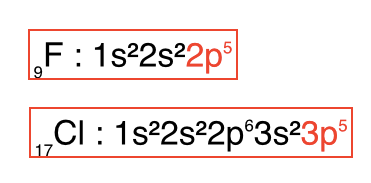 ₉F : 1s²2s²2p⁵
₁₇Cl : 1s²2s²2p⁶3s²3p⁵